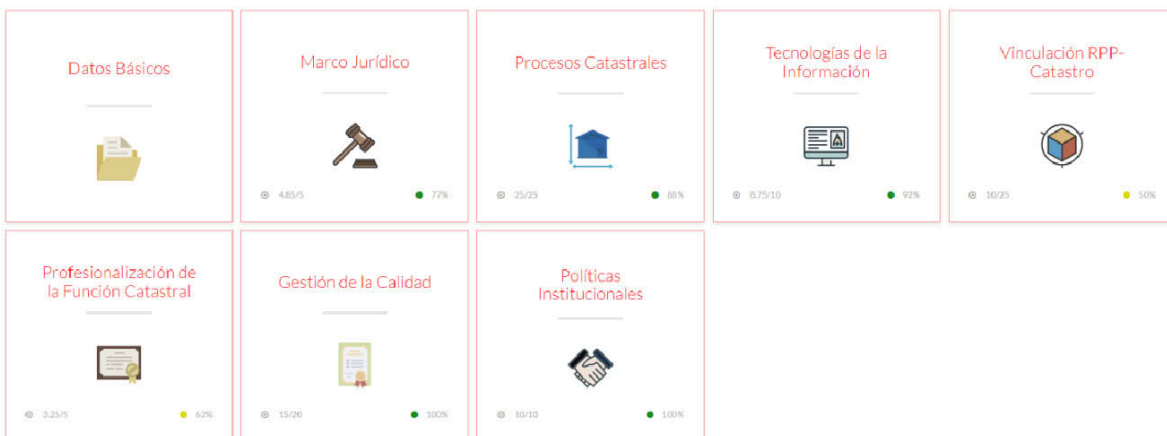 Datos Básicos
Marco Jurídico
4.85/5
77%
Procesos Catastrales
25/25
88%
Tecnologías de la
Información
8.75/10
92%
Vinculación RPP-
Catastro
10/25
50%
Profesionalización de
la Función Catastral
3.25/5
62%
Gestión de la Calidad
15/20
100%
Políticas
Institucionales
10/10
100%